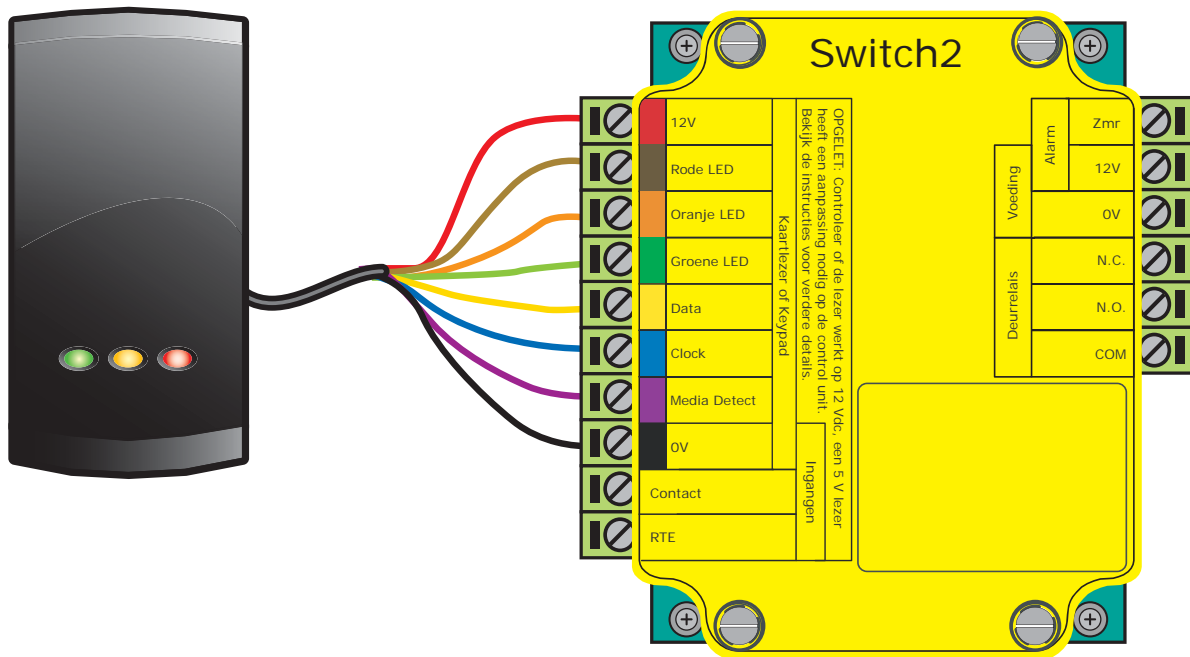 Switch2
12V
Rode LED
Oranje LED
Groene LED
Data
Clock
Media Detect
0V
Contact
RTE
Kaartlezer of Keypad
Ingangen
OPGELET: Controleer of de lezer werkt op 12 Vdc, een 5 V lezer
heeft een aanpassing nodig op de control unit.
Bekijk de instructies voor verdere details.
Alarm
Voeding
Deurrelais
Zmr
12V
0V
N.C.
N.O.
COM